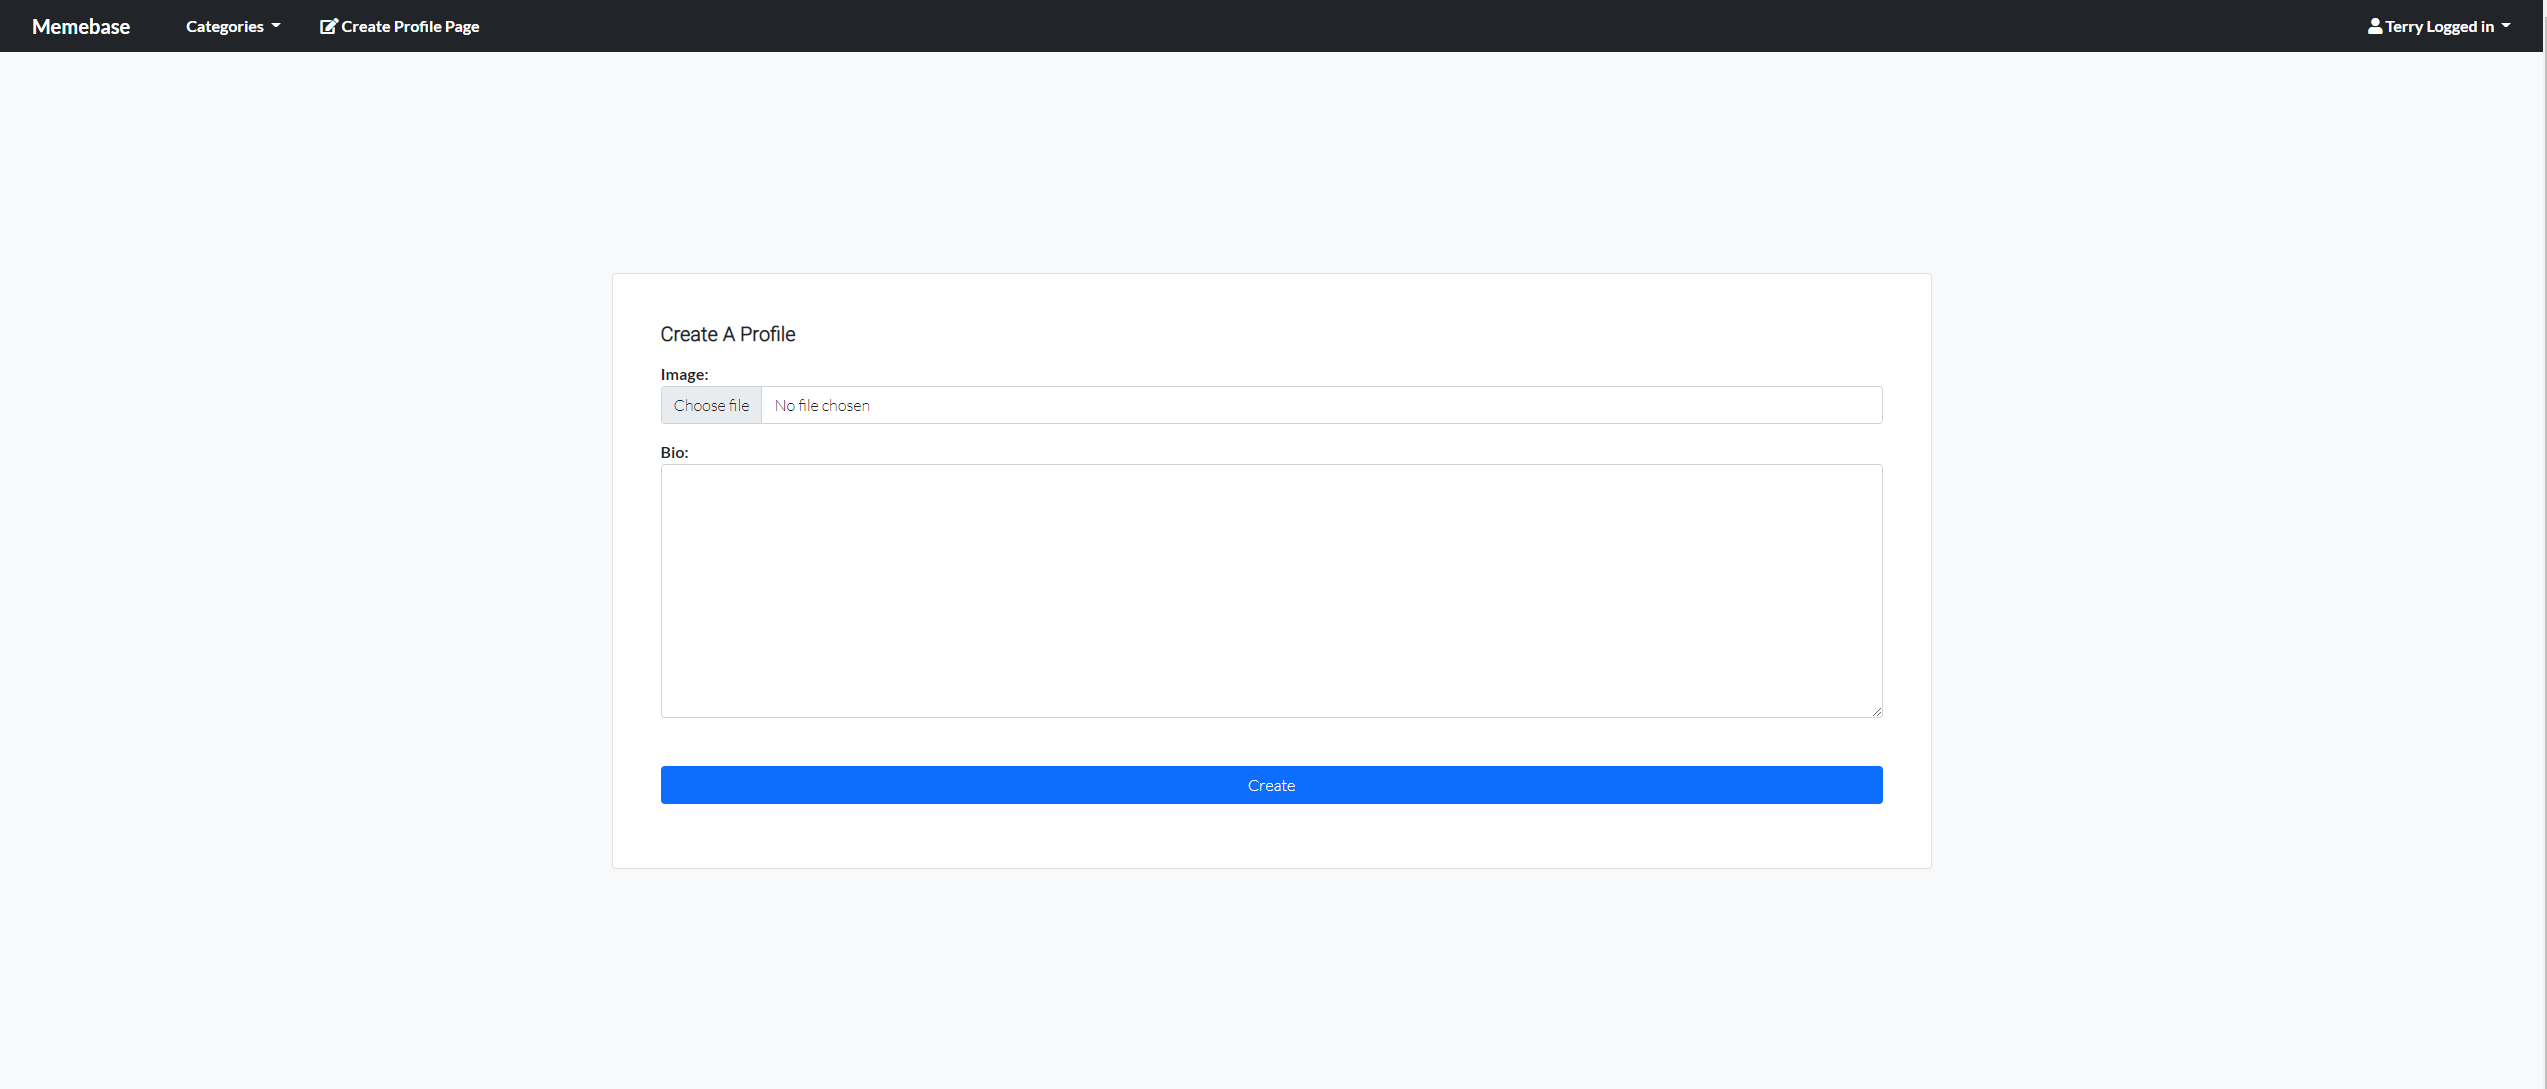 Memebase Categories Create Profile Page Terry Logged in
Create A Profile
Image:
Choose file No file chosen
Bio:
Create